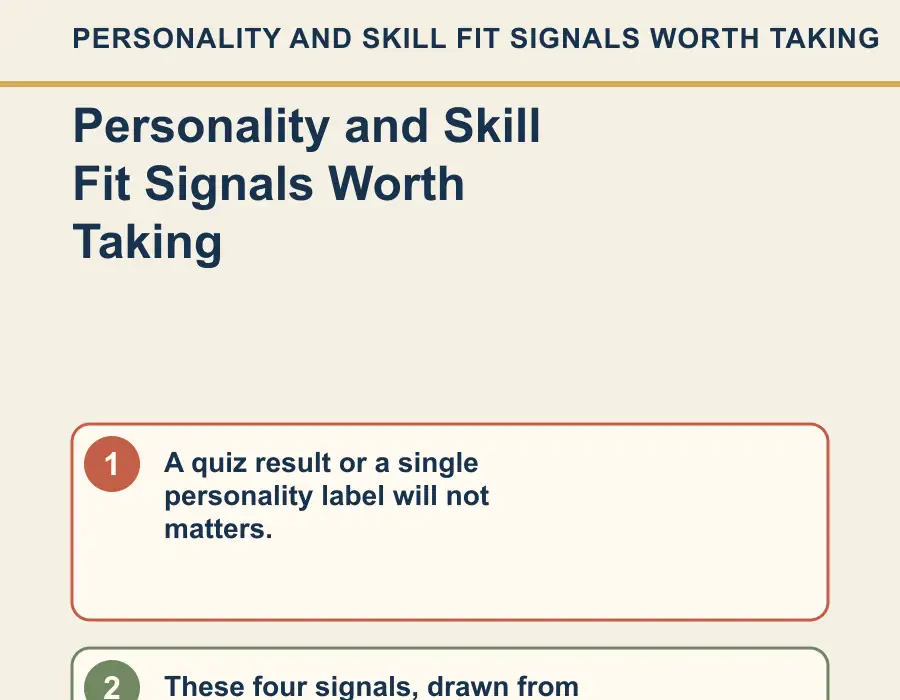 PERSONALITY AND SKILL FIT SIGNALS WORTH TAKING
Personality and Skill
Fit Signals Worth
Taking
1
A quiz result or a single
personality label will not
matters.
2
These four signals, drawn from